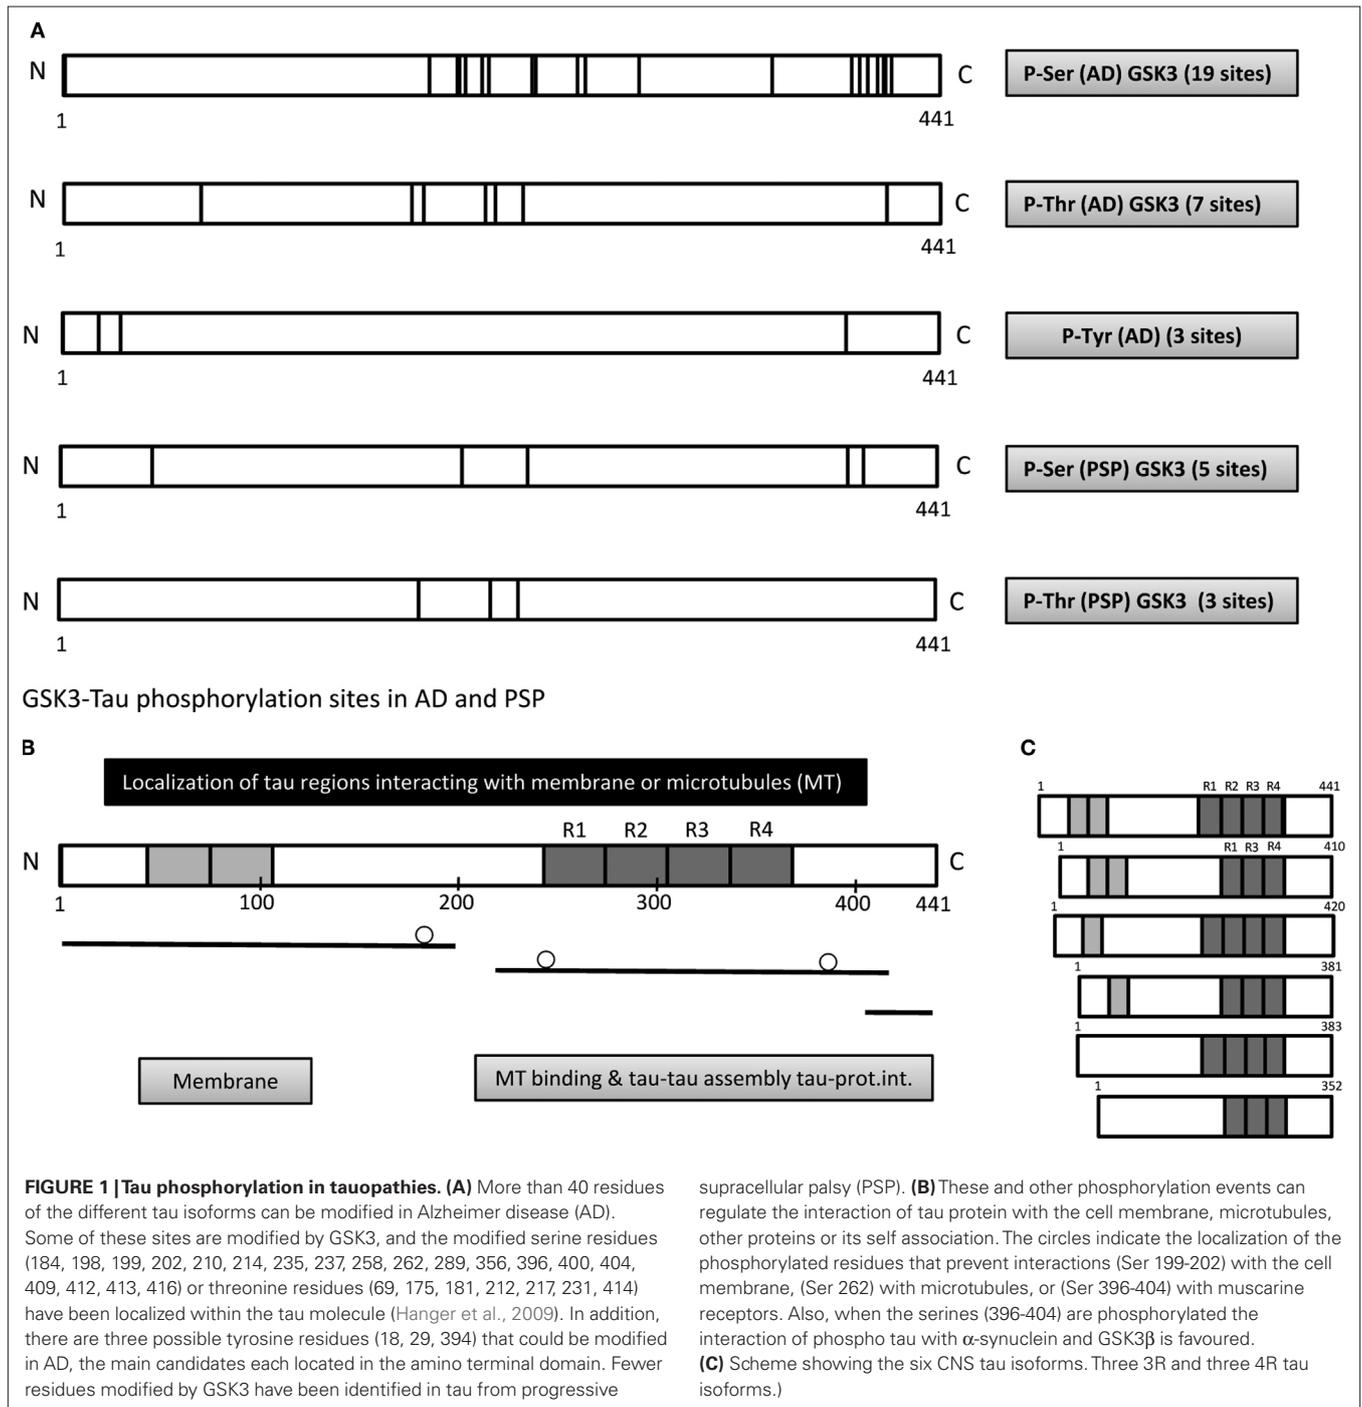 A
N
C
P-Ser (AD) GSK3 (19 sites)
1
441
N
C
P-Thr (AD) GSK3 (7 sites)
1
441
N
C
P-Tyr (AD) (3 sites)
1
441
N
C
P-Ser (PSP) GSK3 (5 sites)
1
441
N
C
P-Thr (PSP) GSK3 (3 sites)
1
441
GSK3-Tau phosphorylation sites in AD and PSP
B
Localization of tau regions interacting with membrane or microtubules (MT)
R1 R2 R3 R4
N
C
1 100 200 300 400 441
Membrane
MT binding & tau-tau assembly tau-prot.int.
C
1 R1 R2 R3 R4 441
1 R1 R3 R4 410
1 420
1 381
1 383
1 352
FIGURE 1 | Tau phosphorylation in tauopathies. (A) More than 40 residues
of the different tau isoforms can be modified in Alzheimer disease (AD).
Some of these sites are modified by GSK3, and the modified serine residues
(184, 198, 199, 202, 210, 214, 235, 237, 258, 262, 289, 356, 396, 400, 404,
409, 412, 413, 416) or threonine residues (69, 175, 181, 212, 217, 231, 414)
have been localized within the tau molecule (Hanger et al., 2009). In addition,
there are three possible tyrosine residues (18, 29, 394) that could be modified
in AD, the main candidates each located in the amino terminal domain. Fewer
residues modified by GSK3 have been identified in tau from progressive
supracellular palsy (PSP). (B) These and other phosphorylation events can
regulate the interaction of tau protein with the cell membrane, microtubules,
other proteins or its self association. The circles indicate the localization of the
phosphorylated residues that prevent interactions (Ser 199-202) with the cell
membrane, (Ser 262) with microtubules, or (Ser 396-404) with muscarine
receptors. Also, when the serines (396-404) are phosphorylated the
interaction of phospho tau with α-synuclein and GSK3β is favoured.
(C) Scheme showing the six CNS tau isoforms. Three 3R and three 4R tau
isoforms.)